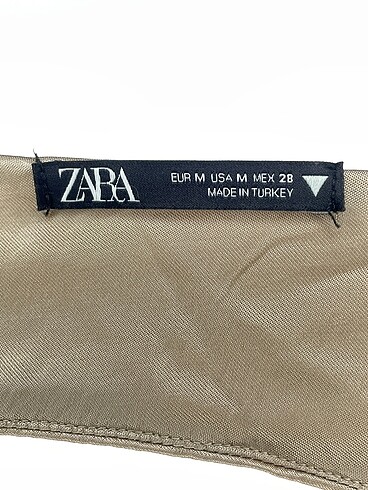 ZARA
EUR M USA M MEX 28
MADE IN TURKEY